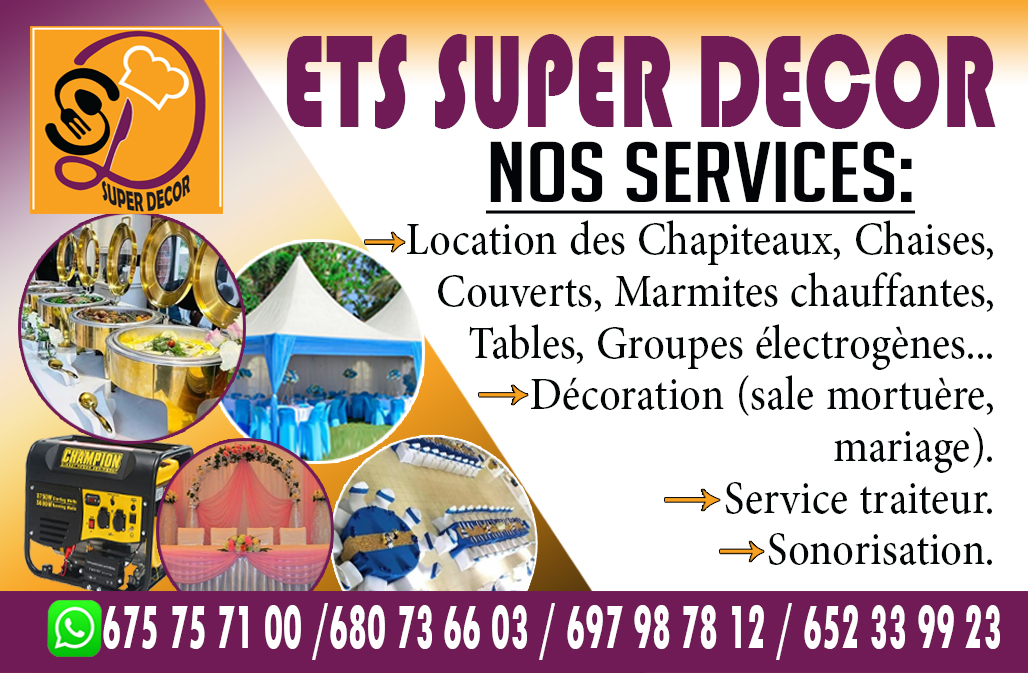 SUPER DECOR
ETS SUPER DECOR
NOS SERVICES:
Location des Chapiteaux, Chaises,
Couverts, Marmites chauffantes,
Tables, Groupes électrogènes...
Décoration (sale mortuère,
mariage).
Service traiteur.
Sonorisation.
CHAMPION
675 75 71 00 /680 73 66 03 / 697 98 78 12 / 652 33 99 23